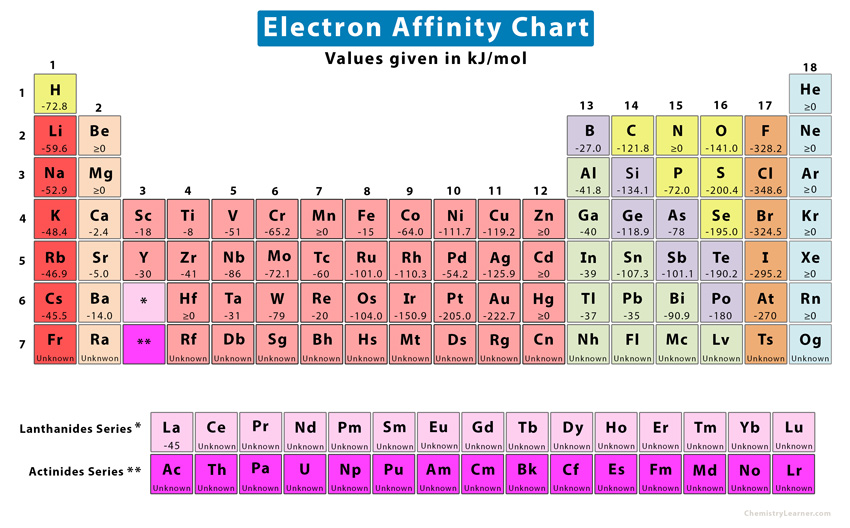 Electron Affinity Chart
Values given in kJ/mol
1 18
1 H He
-72.8 ≥0
2 13 14 15 16 17
2 Li Be B C N O F Ne
-59.6 ≥0 -27.0 -121.8 ≥0 -141.0 -328.2 ≥0
3 Na Mg Al Si P S Cl Ar
-52.9 ≥0 -41.8 -134.1 -72.0 -200.4 -348.6 ≥0
3 4 5 6 7 8 9 10 11 12
4 K Ca Sc Ti V Cr Mn Fe Co Ni Cu Zn Ga Ge As Se Br Kr
-48.4 -2.4 -18 -8 -51 -65.2 ≥0 -15 -64.0 -111.7 -119.2 ≥0 -40 -118.9 -78 -195.0 -324.5 ≥0
5 Rb Sr Y Zr Nb Mo Tc Ru Rh Pd Ag Cd In Sn Sb Te I Xe
-46.9 -5.0 -30 -41 -86 -72.1 -60 -101.0 -110.3 -54.2 -125.9 ≥0 -39 -107.3 -101.1 -190.2 -295.2 ≥0
6 Cs Ba * Hf Ta W Re Os Ir Pt Au Hg Tl Pb Bi Po At Rn
-45.5 -14.0 ≥0 -31 -79 -20 -104.0 -150.9 -205.0 -222.7 ≥0 -37 -35 -90.9 -180 -270 ≥0
7 Fr Ra ** Rf Db Sg Bh Hs Mt Ds Rg Cn Nh Fl Mc Lv Ts Og
Unknown Unknwon Unknown Unknown Unknown Unknown Unknown Unknown Unknown Unknown Unknown Unknown Unknown Unknown Unknown Unknown Unknown
Lanthanides Series * La Ce Pr Nd Pm Sm Eu Gd Tb Dy Ho Er Tm Yb Lu
-45 Unknown Unknown Unknown Unknown Unknown Unknown Unknown Unknown Unknown Unknown Unknown Unknown Unknown Unknown
Actinides Series ** Ac Th Pa U Np Pu Am Cm Bk Cf Es Fm Md No Lr
Unknown Unknown Unknown Unknown Unknown Unknown Unknown Unknown Unknown Unknown Unknown Unknown Unknown Unknown Unknown
ChemistryLearner.com